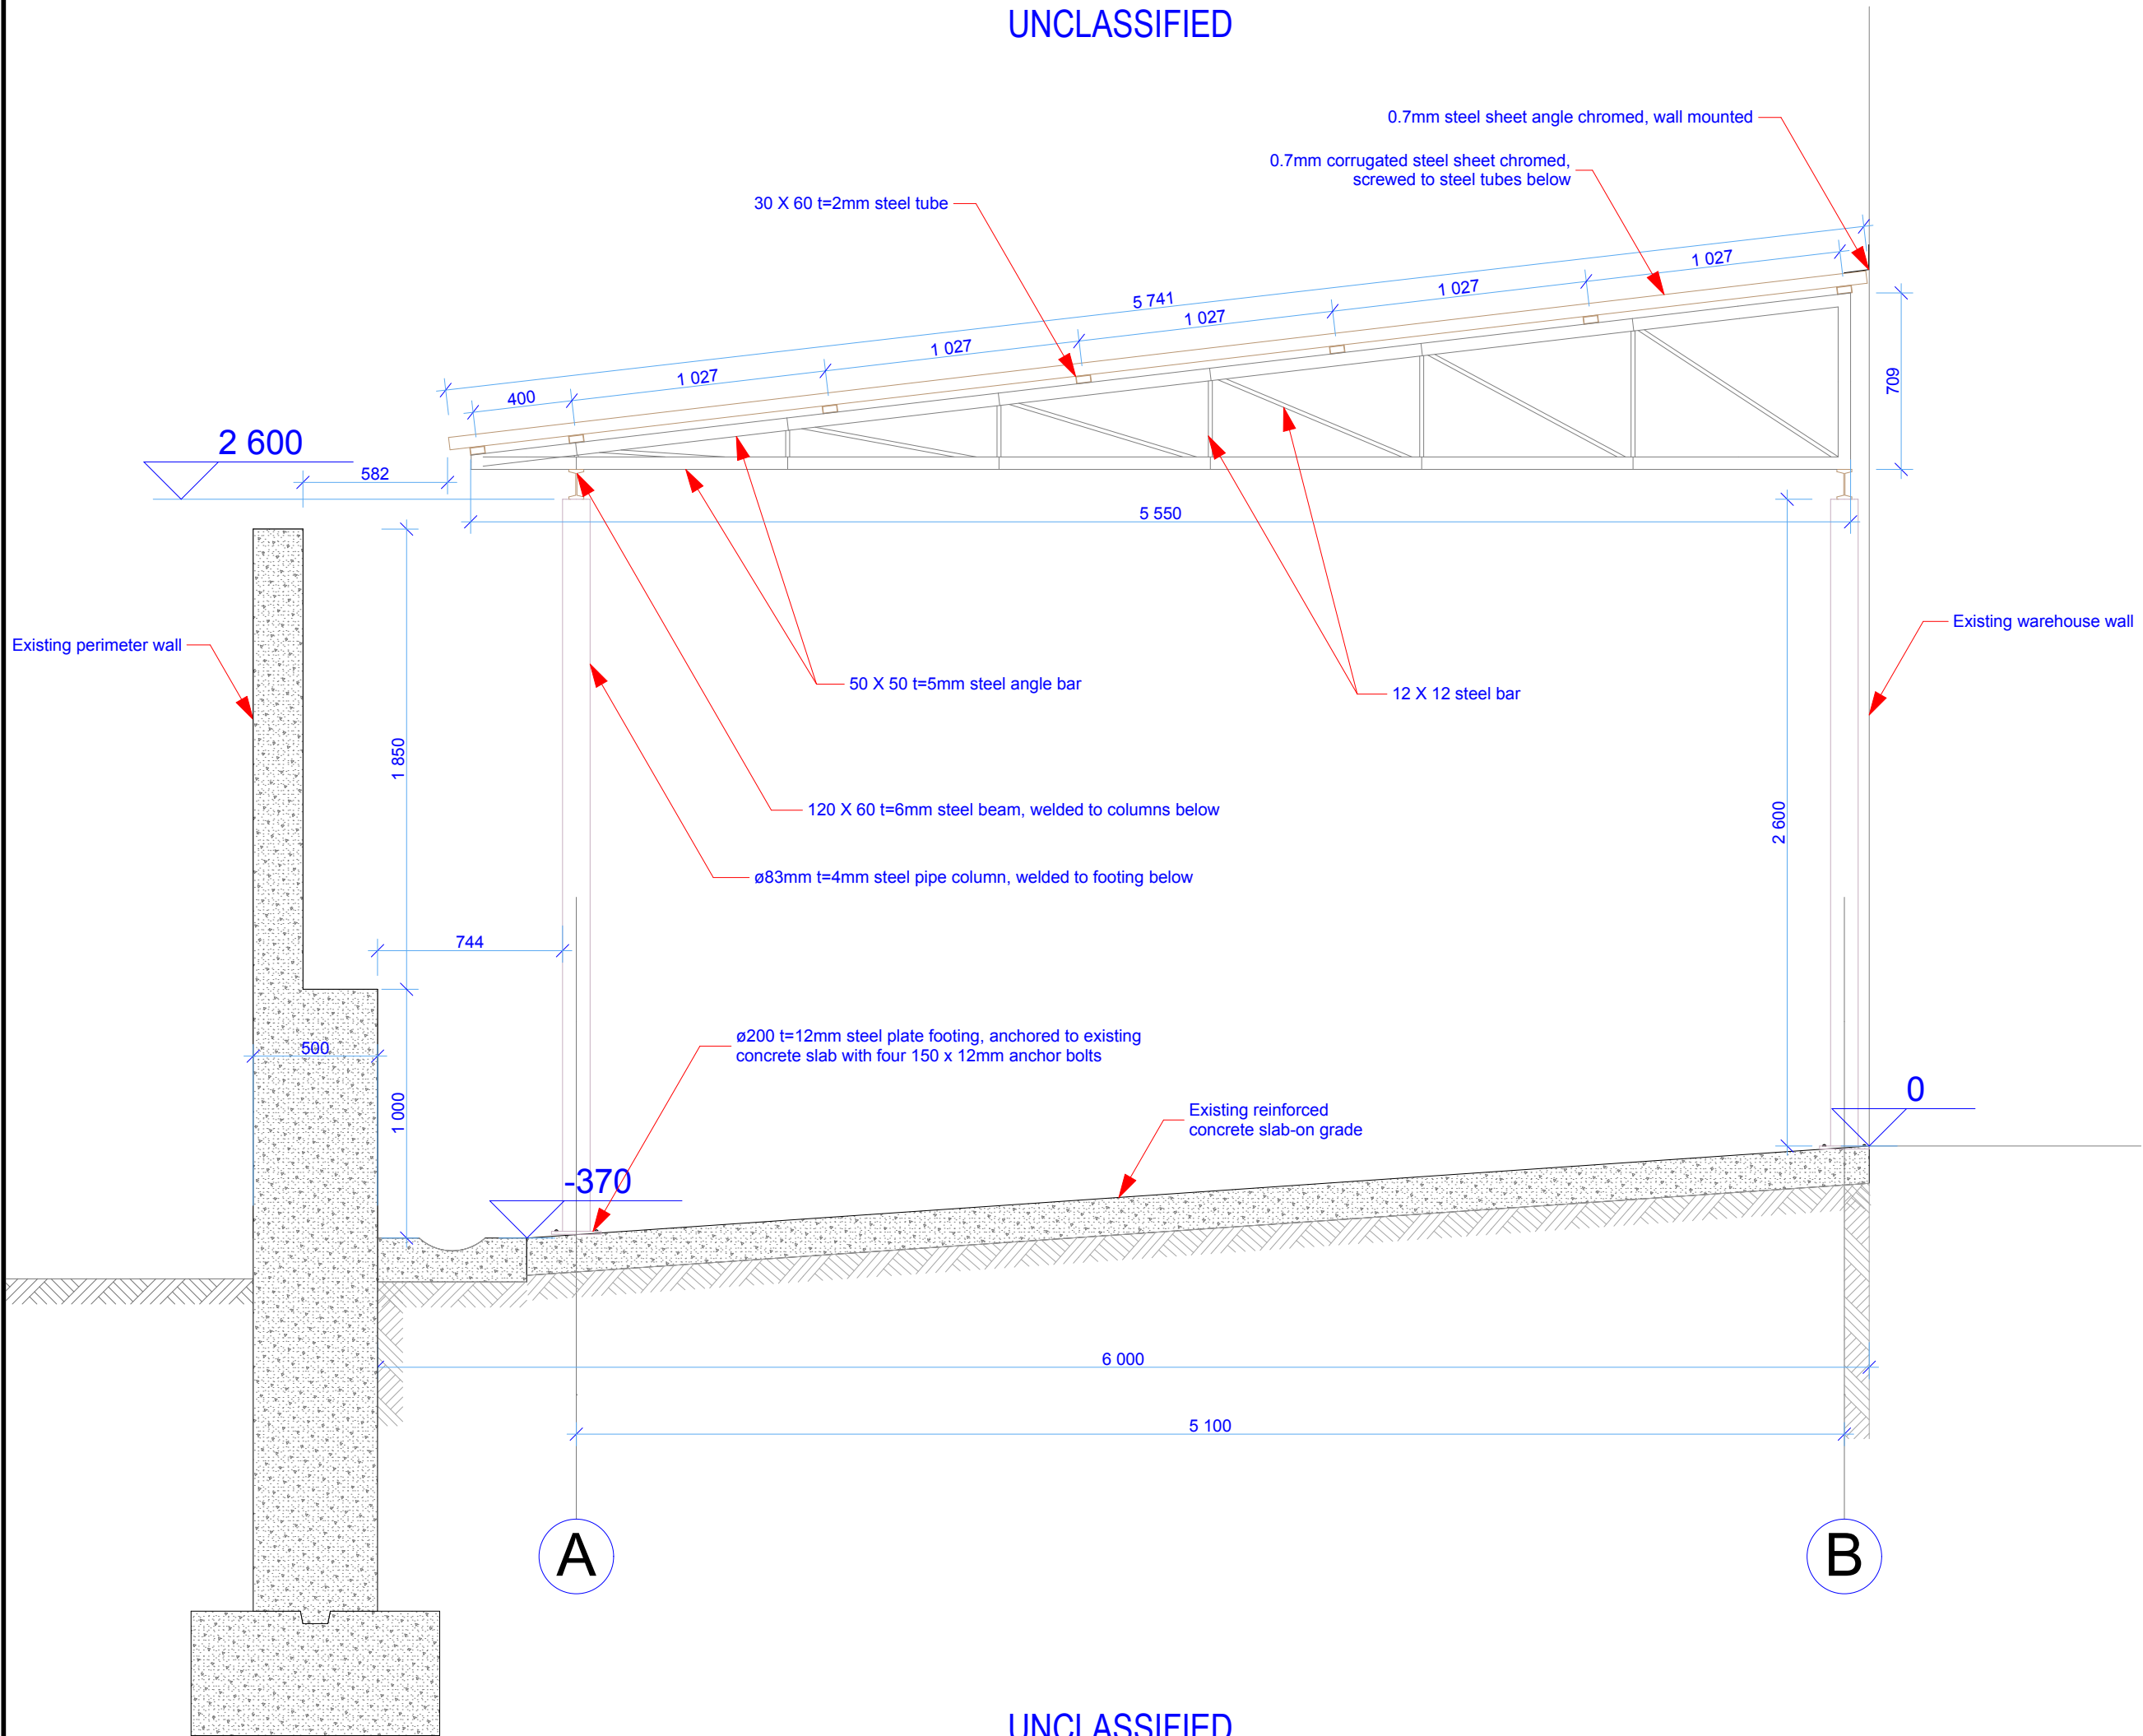 UNCLASSIFIED
0.7mm steel sheet angle chromed, wall mounted
0.7mm corrugated steel sheet chromed,
screwed to steel tubes below
30 X 60 t=2mm steel tube
1 027
5 741
1 027
1 027
1 027
1 027
400
709
2 600
582
5 550
Existing perimeter wall
Existing warehouse wall
50 X 50 t=5mm steel angle bar
12 X 12 steel bar
1 850
120 X 60 t=6mm steel beam, welded to columns below
2 600
ø83mm t=4mm steel pipe column, welded to footing below
744
ø200 t=12mm steel plate footing, anchored to existing
concrete slab with four 150 x 12mm anchor bolts
500
1 000
Existing reinforced
concrete slab-on grade
0
-370
6 000
5 100
A
B
UNCLASSIFIED